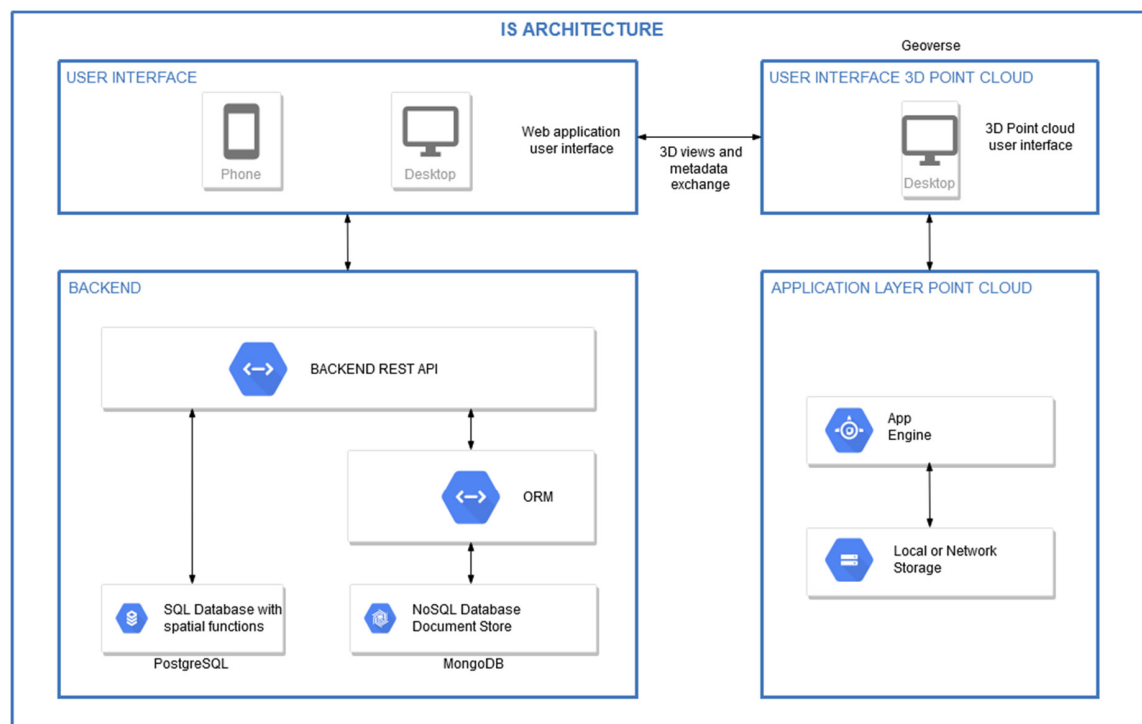 IS ARCHITECTURE
Geoverse
USER INTERFACE
Phone
Desktop
Web application
user interface
3D views and
metadata
exchange
USER INTERFACE 3D POINT CLOUD
Desktop
3D Point cloud
user interface
BACKEND
BACKEND REST API
ORM
SQL Database with
spatial functions
PostgreSQL
NoSQL Database
Document Store
MongoDB
APPLICATION LAYER POINT CLOUD
App
Engine
Local or Network
Storage